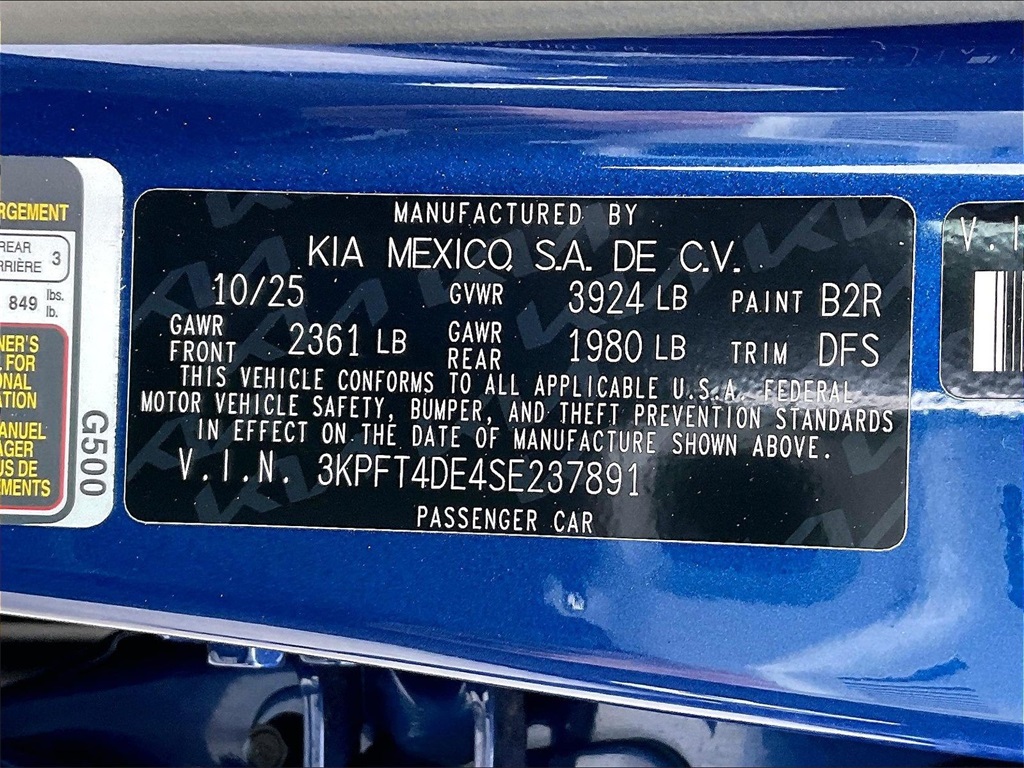 RGEMENT
REAR
RRIÈRE 3
849 lbs.
lb.
NER'S
L FOR
ONAL
ATION
ANUEL
AGER
US DE
MENTS
G500
MANUFACTURED BY
KIA MEXICO, S.A. DE C.V.
10/25 GVWR 3924 LB PAINT B2R
GAWR FRONT 2361 LB GAWR REAR 1980 LB TRIM DFS
THIS VEHICLE CONFORMS TO ALL APPLICABLE U.S.A. FEDERAL
MOTOR VEHICLE SAFETY, BUMPER, AND THEFT PREVENTION STANDARDS
IN EFFECT ON THE DATE OF MANUFACTURE SHOWN ABOVE.
V.I.N. 3KPFT4DE4SE237891
PASSENGER CAR
V.I